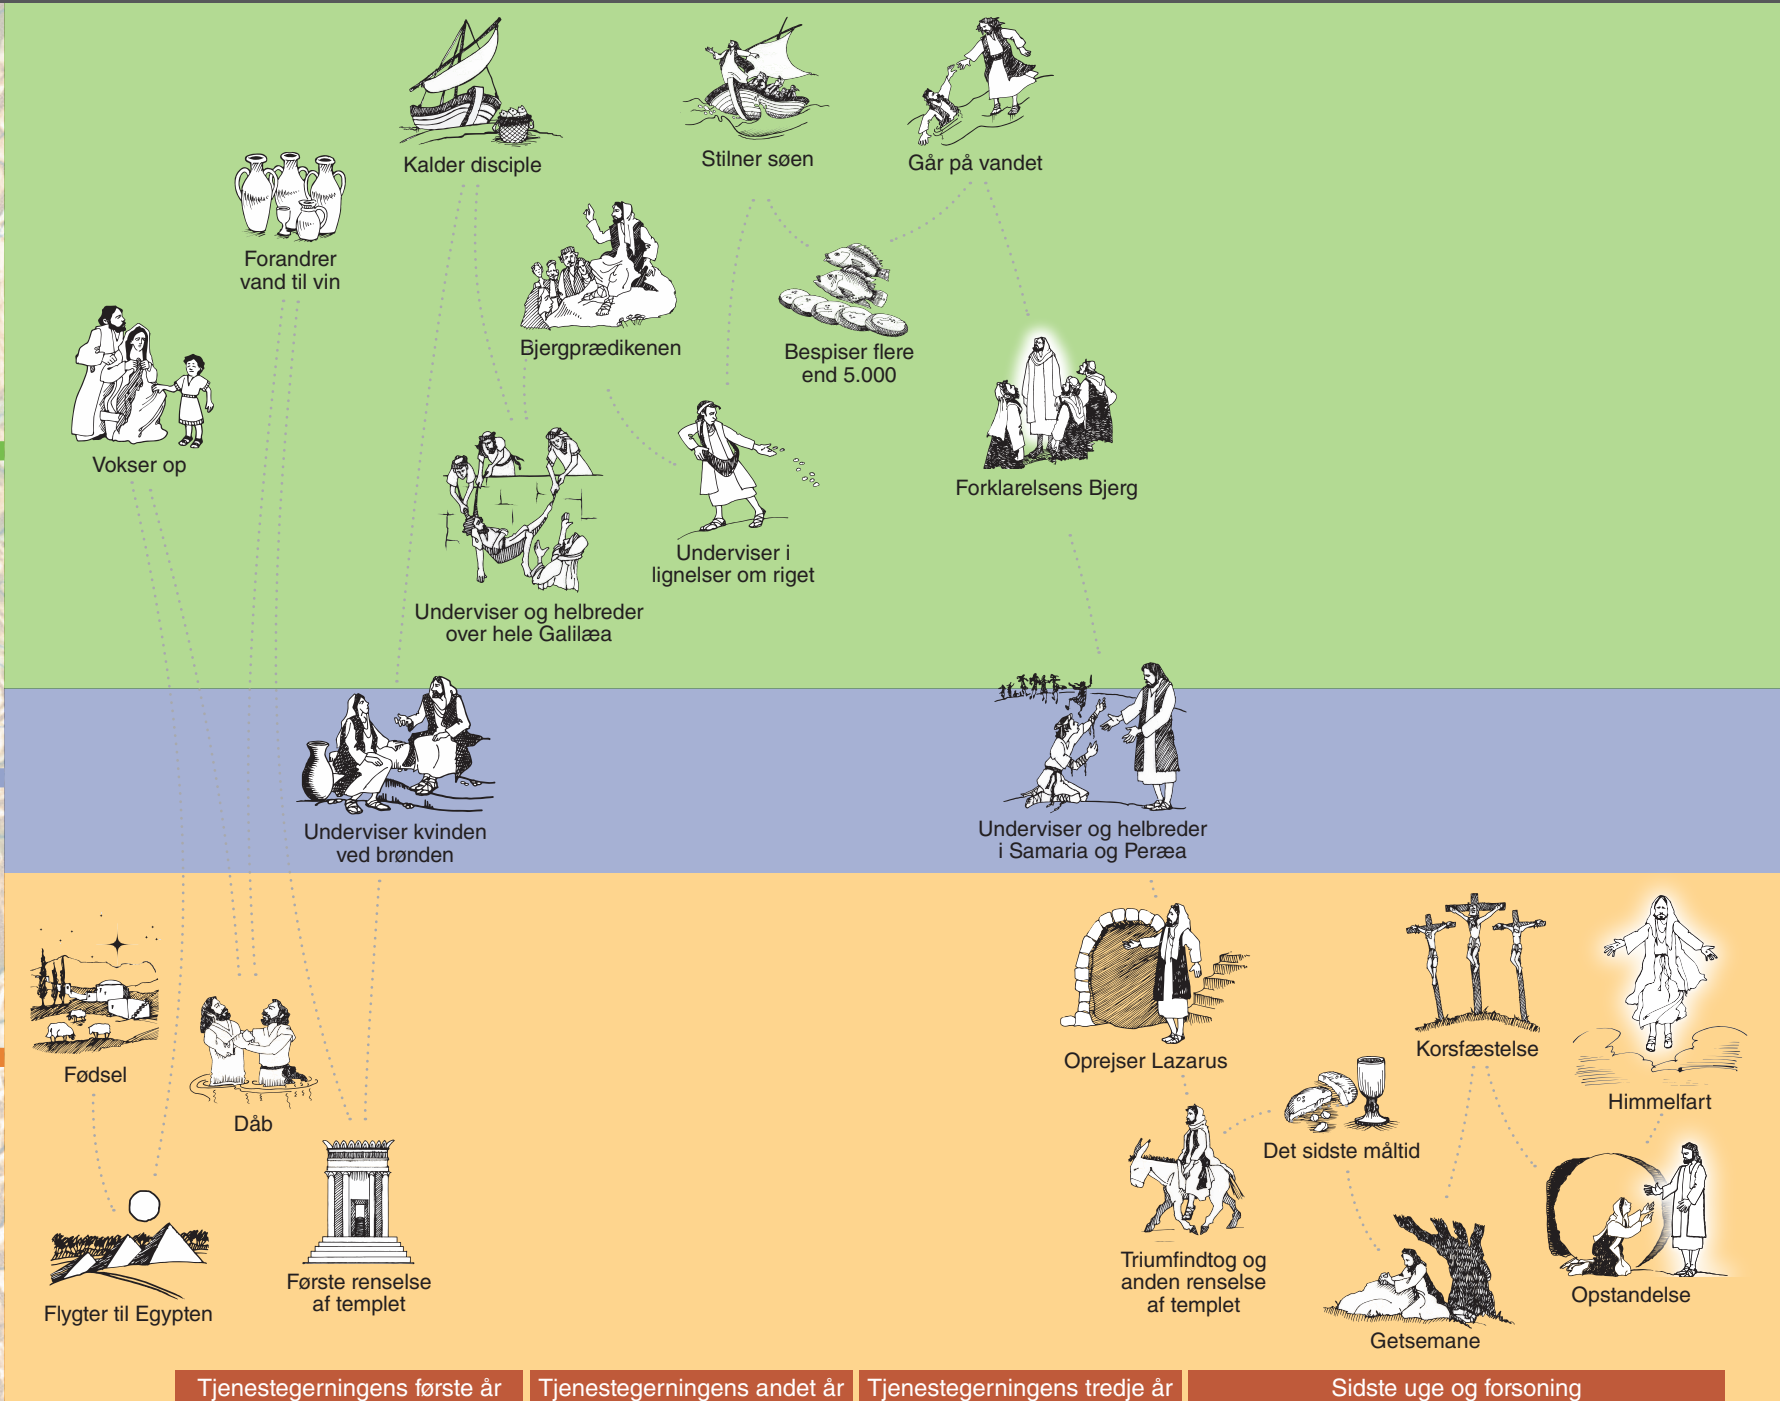 Kalder disciple
Stilner søen
Går på vandet
Forandrer
vand til vin
Bjergprædikenen
Bespiser flere
end 5.000
Vokser op
Forklarelsens Bjerg
Underviser i
lignelser om riget
Underviser og helbreder
over hele Galilæa
Underviser kvinden
ved brønden
Underviser og helbreder
i Samaria og Peræa
Fødsel
Dåb
Oprejser Lazarus
Korsfæstelse
Himmelfart
Det sidste måltid
Flygter til Egypten
Første renselse
af templet
Triumfindtog og
anden renselse
af templet
Getsemane
Opstandelse
Tjenestegerningens første år
Tjenestegerningens andet år
Tjenestegerningens tredje år
Sidste uge og forsoning